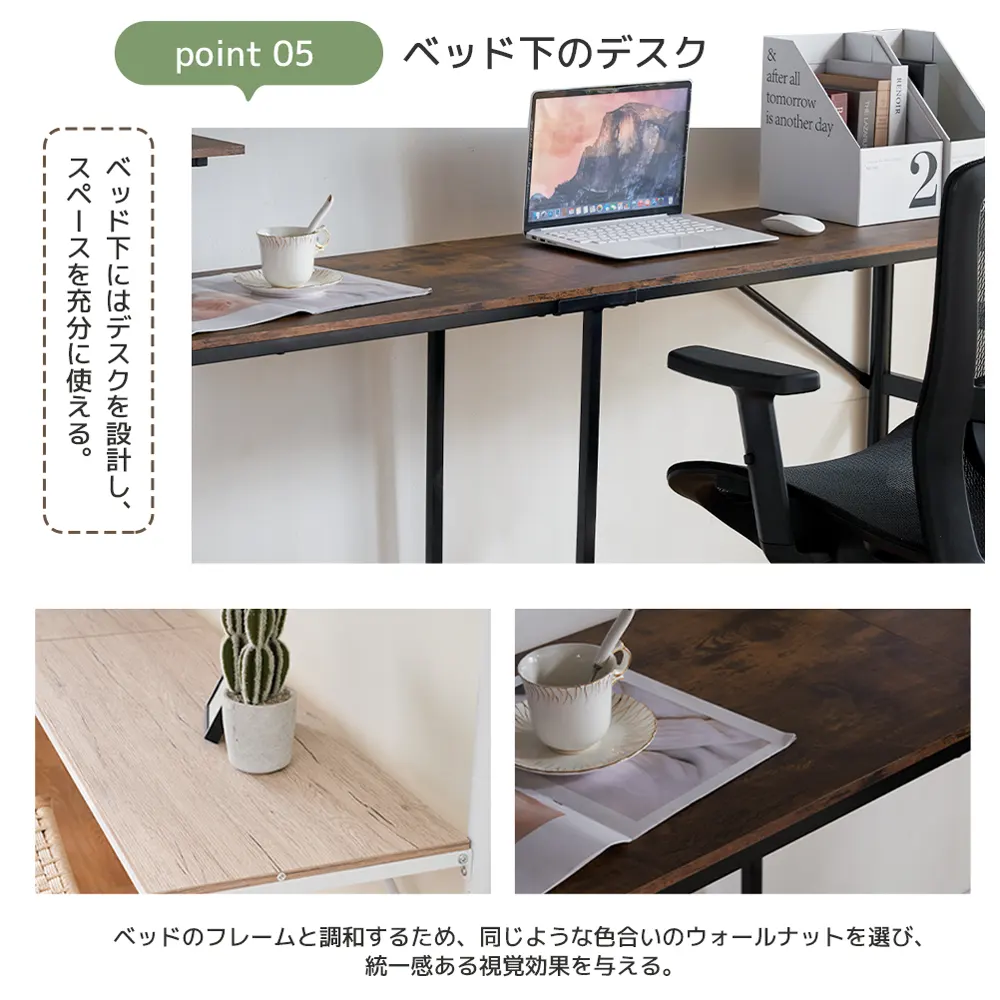 point 05
ベッド下のデスク
ベッド下にはデスクを設計し、
スペースを充分に使える。
&
after all
tomorrow
is another day
RENOIR
2
ベッドのフレームと調和するため、同じような色合いのウォールナットを選び、
統一感ある視覚効果を与える。